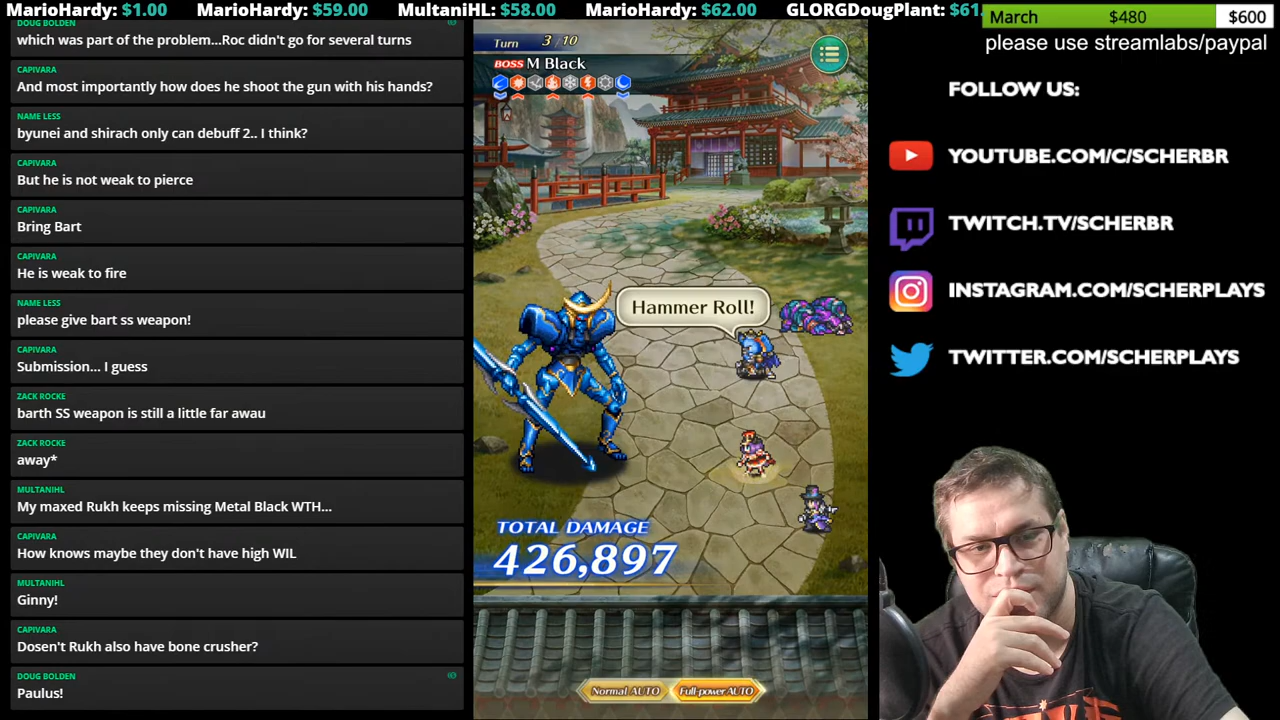 MarioHardy: $1.00 MarioHardy: $59.00 MultaniHL: $58.00 MarioHardy: $62.00 GLORGDougPlant: $61.
March $480 $600
please use streamlabs/paypal
DOUG BOLDEN
which was part of the problem...Roc didn't go for several turns
CAPIVARA
And most importantly how does he shoot the gun with his hands?
NAME LESS
byunei and shirach only can debuff 2.. I think?
CAPIVARA
But he is not weak to pierce
CAPIVARA
Bring Bart
CAPIVARA
He is weak to fire
NAME LESS
please give bart ss weapon!
CAPIVARA
Submission... I guess
ZACK ROCKE
barth SS weapon is still a little far awau
ZACK ROCKE
away*
MULTANIHL
My maxed Rukh keeps missing Metal Black WTH...
CAPIVARA
How knows maybe they don't have high WIL
MULTANIHL
Ginny!
CAPIVARA
Dosen't Rukh also have bone crusher?
DOUG BOLDEN
Paulus!
Turn 3/10
BOSS M Black
Hammer Roll!
TOTAL DAMAGE
426,897
Normal AUTO Full-power AUTO
FOLLOW US:
YOUTUBE.COM/C/SCHERBR
TWITCH.TV/SCHERBR
INSTAGRAM.COM/SCHERPLAYS
TWITTER.COM/SCHERPLAYS